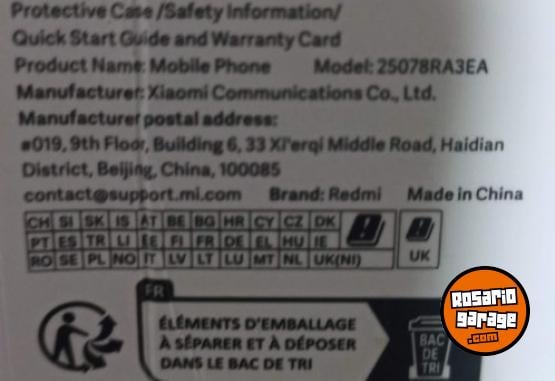 Protective Case /Safety Information/
Quick Start Guide and Warranty Card
Product Name: Mobile Phone Model: 25078RA3EA
Manufacturer: Xiaomi Communications Co., Ltd.
Manufacturer postal address:
#019, 9th Floor, Building 6, 33 Xi'erqi Middle Road, Haidian
District, Beijing, China, 100085
contact@support.mi.com Brand: Redmi Made in China
CH SI SK IS AT BE BG HR CY CZ DK
PT ES TR LI EE FI FR DE EL HU IE
RO SE PL NO IT LV LT LU MT NL UK(NI)
UK
FR
ÉLÉMENTS D'EMBALLAGE
À SÉPARER ET À DÉPOSER
DANS LE BAC DE TRI
BAC
DE
TRI
Rosario
garage
.com